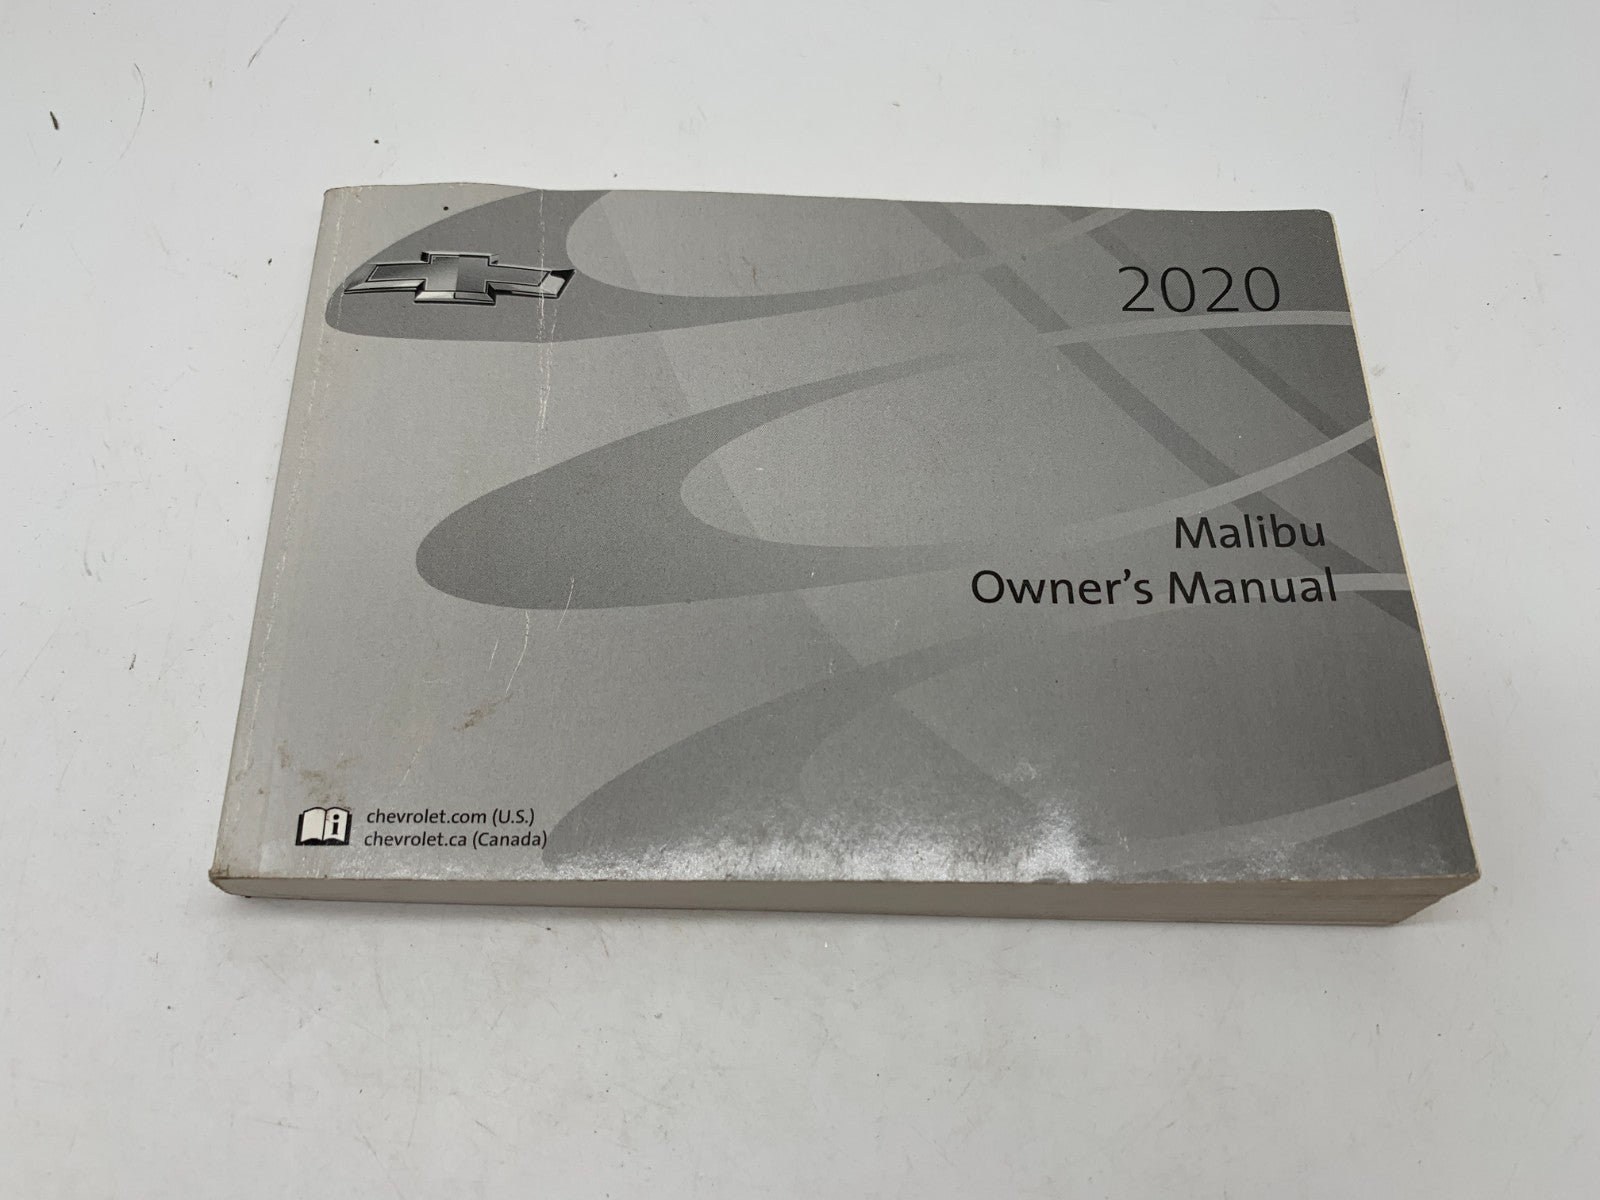 2020
Malibu
Owner's Manual
i
chevrolet.com (U.S.)
chevrolet.ca (Canada)